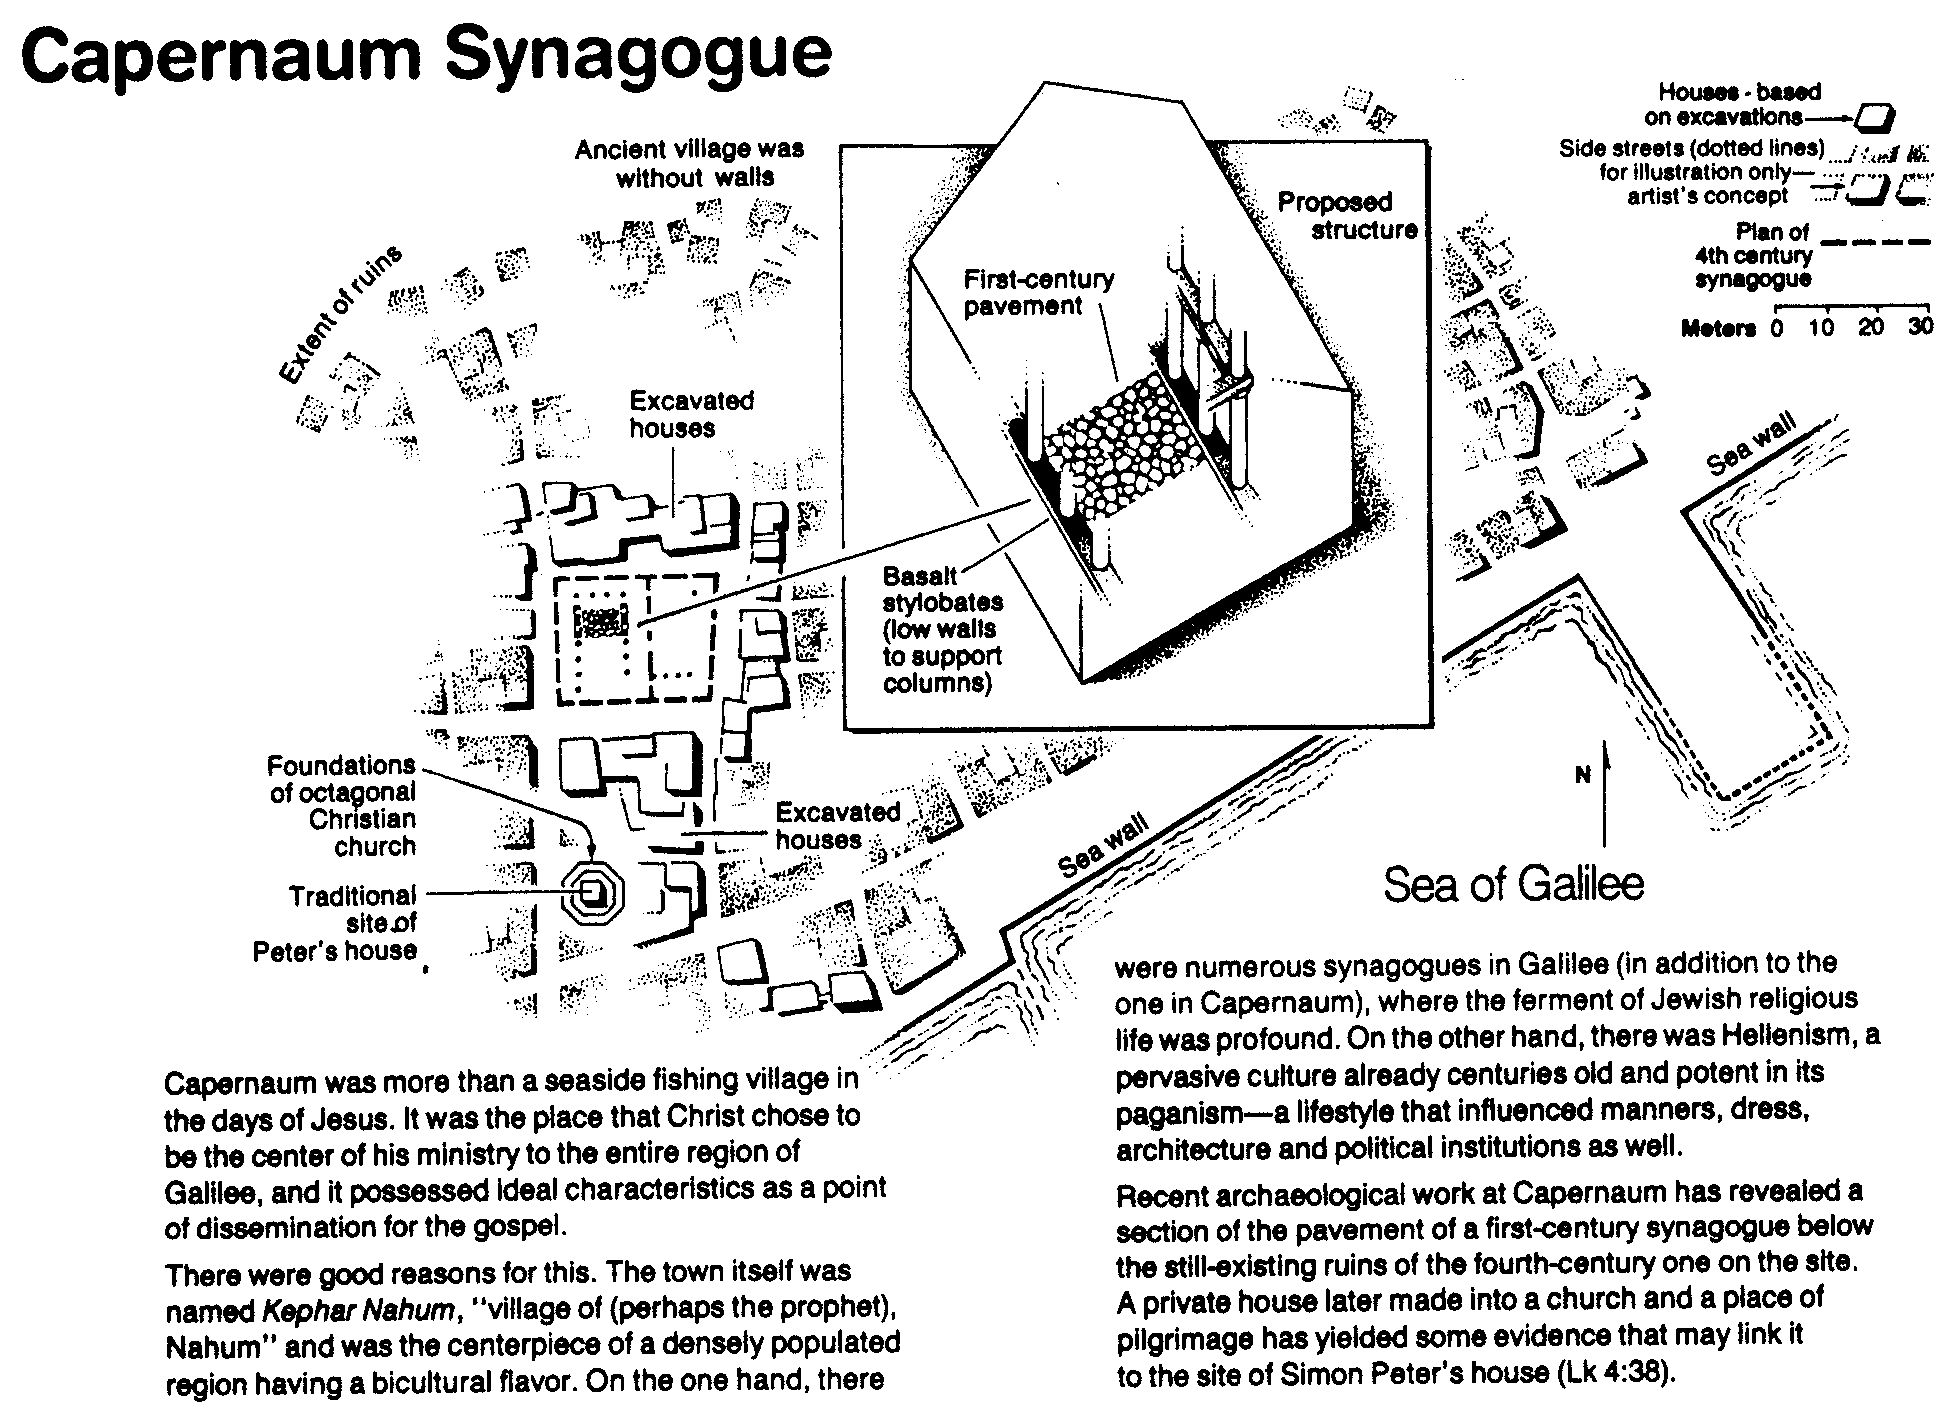 Capernaum Synagogue
Ancient village was
without walls
Extent of ruins
Excavated
houses
First-century
pavement
Proposed
structure
Basalt
stylobates
(low walls
to support
columns)
Houses - based
on excavations
Side streets (dotted lines)
for illustration only—
artist's concept
Plan of
4th century
synagogue
Meters 0 10 20 30
Sea wall
Foundations
of octagonal
Christian
church
Traditional
site of
Peter's house
Excavated
houses
Sea wall
N
Sea of Galilee
Capernaum was more than a seaside fishing village in
the days of Jesus. It was the place that Christ chose to
be the center of his ministry to the entire region of
Galilee, and it possessed ideal characteristics as a point
of dissemination for the gospel.
There were good reasons for this. The town itself was
named Kephar Nahum, "village of (perhaps the prophet),
Nahum" and was the centerpiece of a densely populated
region having a bicultural flavor. On the one hand, there
were numerous synagogues in Galilee (in addition to the
one in Capernaum), where the ferment of Jewish religious
life was profound. On the other hand, there was Hellenism, a
pervasive culture already centuries old and potent in its
paganism—a lifestyle that influenced manners, dress,
architecture and political institutions as well.
Recent archaeological work at Capernaum has revealed a
section of the pavement of a first-century synagogue below
the still-existing ruins of the fourth-century one on the site.
A private house later made into a church and a place of
pilgrimage has yielded some evidence that may link it
to the site of Simon Peter's house (Lk 4:38).